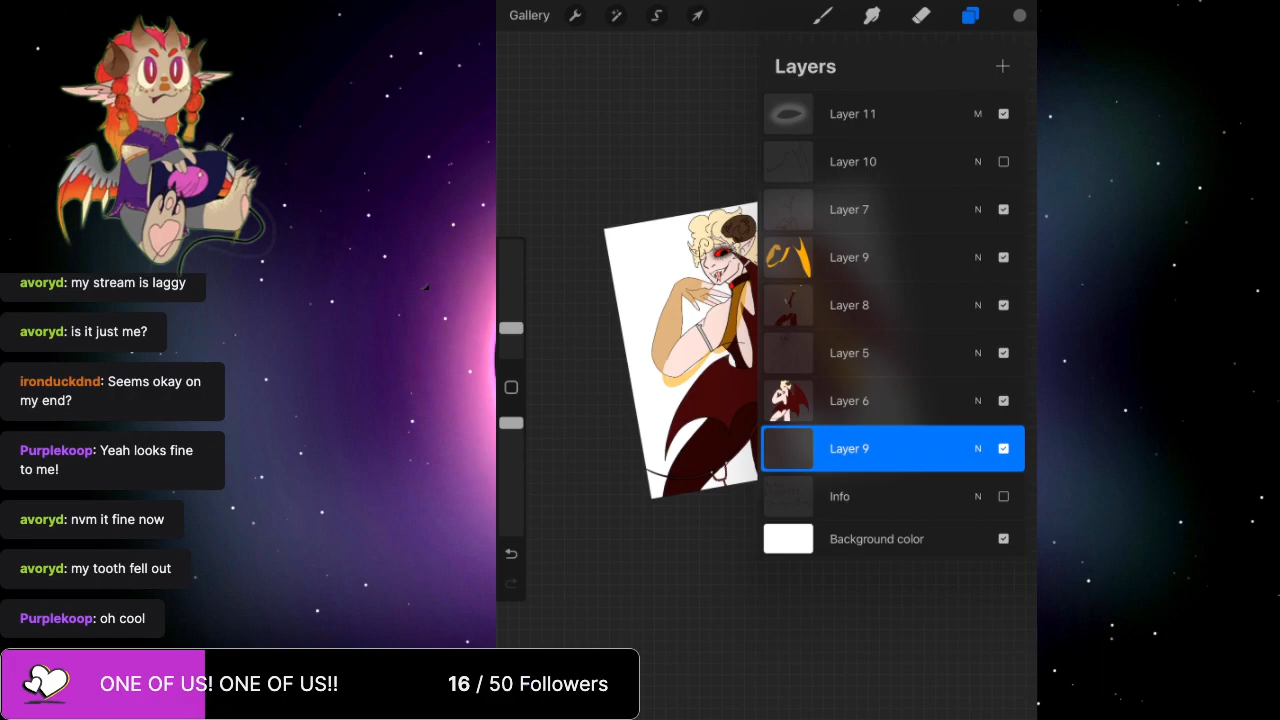 Gallery
Layers
Layer 11 M
Layer 10 N
Layer 7 N
Layer 9 N
Layer 8 N
Layer 5 N
Layer 6 N
Layer 9 N
Info N
Background color
avoryd: my stream is laggy
avoryd: is it just me?
ironduckdnd: Seems okay on
my end?
Purplekoop: Yeah looks fine
to me!
avoryd: nvm it fine now
avoryd: my tooth fell out
Purplekoop: oh cool
ONE OF US! ONE OF US!! 16 / 50 Followers